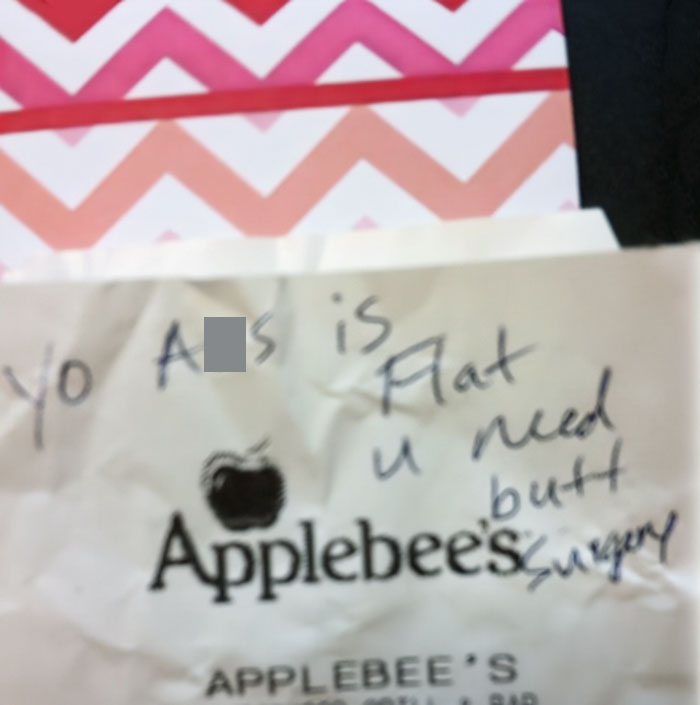 Yo A s is
Flat
u need
butt
surgery
Applebee's
APPLEBEE'S